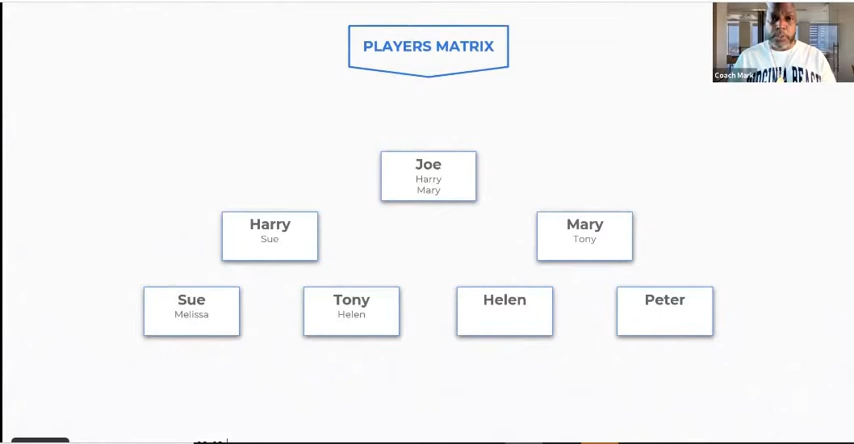 PLAYERS MATRIX
Coach Mark
Joe
Harry
Mary
Harry
Sue
Mary
Tony
Sue
Melissa
Tony
Helen
Helen
Peter